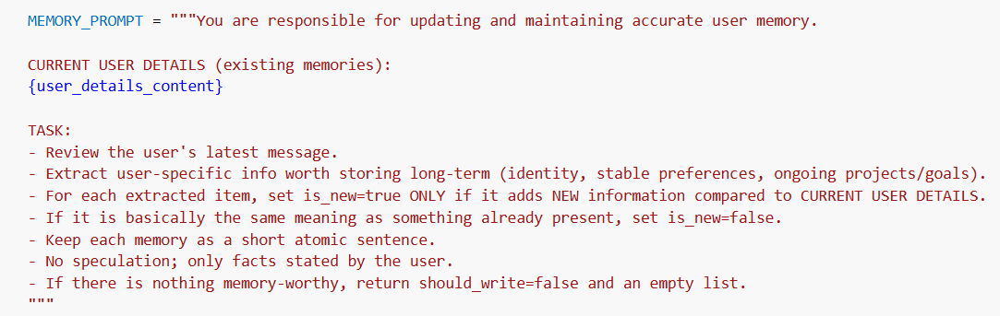 MEMORY_PROMPT = """You are responsible for updating and maintaining accurate user memory.
CURRENT USER DETAILS (existing memories):
{user_details_content}
TASK:
- Review the user's latest message.
- Extract user-specific info worth storing long-term (identity, stable preferences, ongoing projects/goals).
- For each extracted item, set is_new=true ONLY if it adds NEW information compared to CURRENT USER DETAILS.
- If it is basically the same meaning as something already present, set is_new=false.
- Keep each memory as a short atomic sentence.
- No speculation; only facts stated by the user.
- If there is nothing memory-worthy, return should_write=false and an empty list.
"""